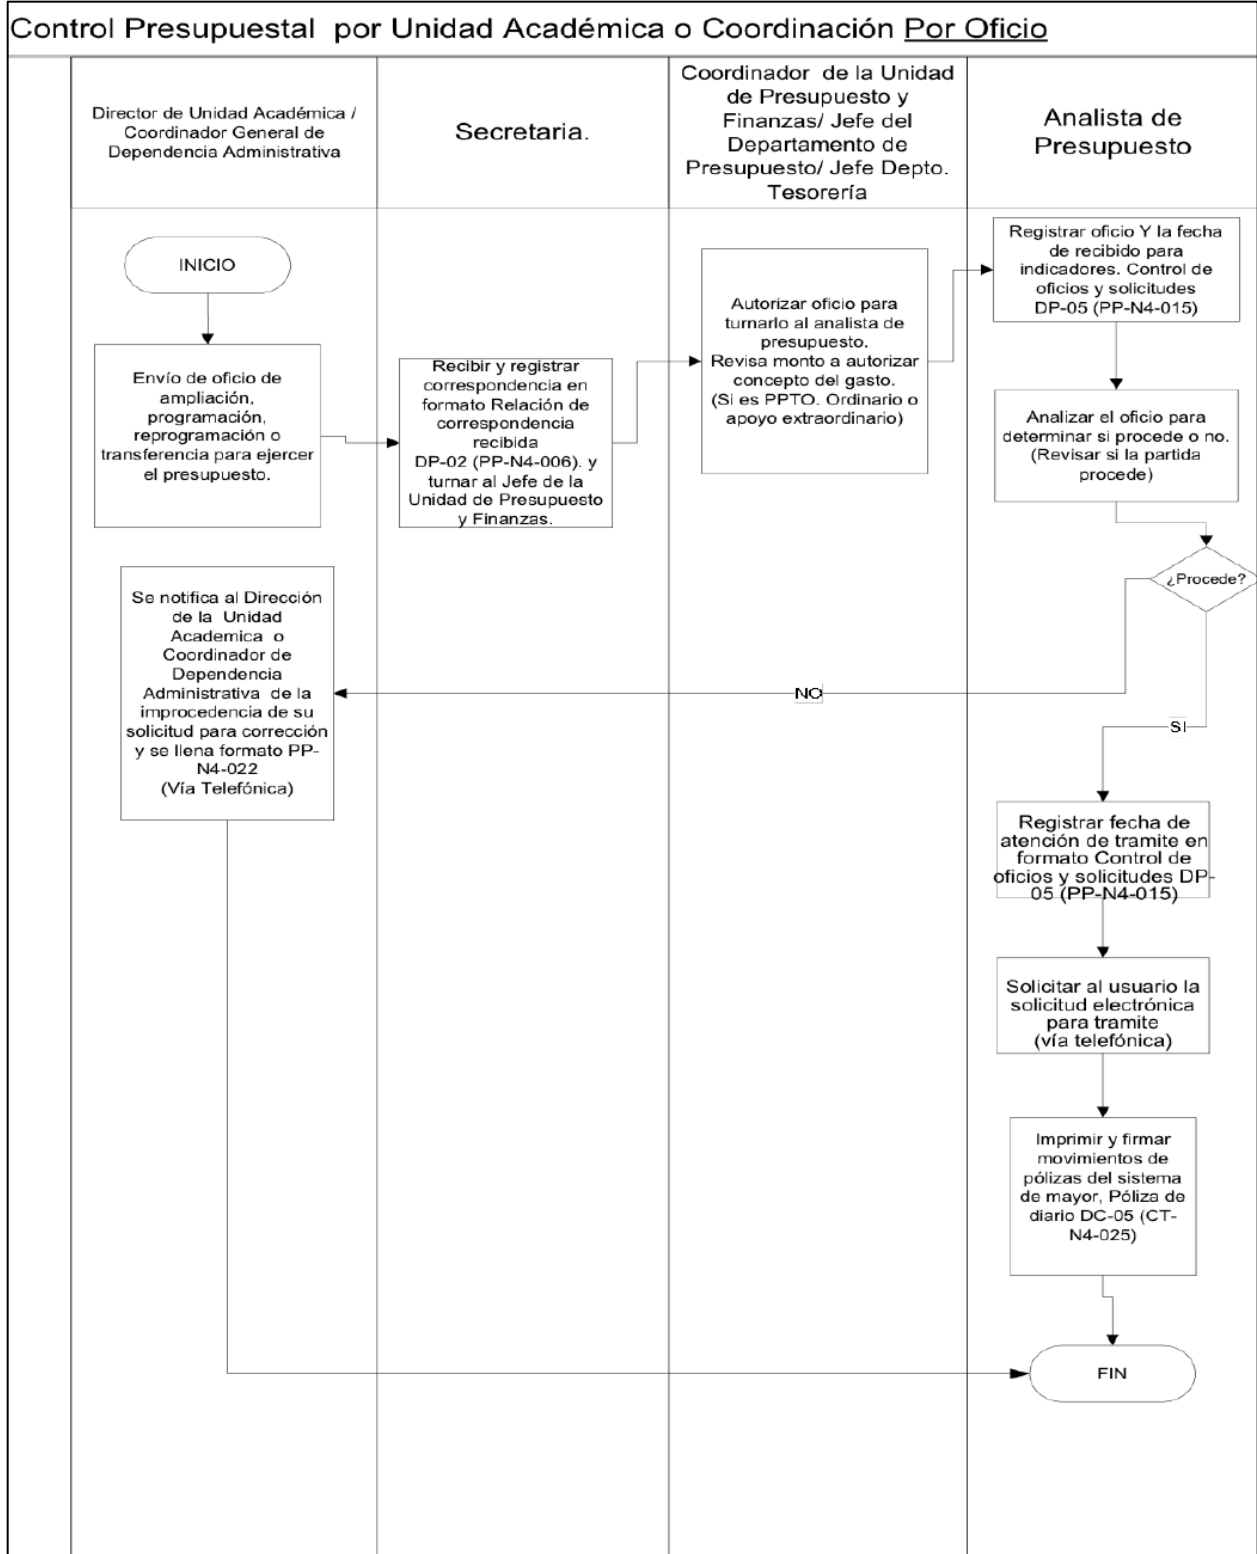 Control Presupuestal por Unidad Académica o Coordinación Por Oficio
Director de Unidad Académica /
Coordinador General de
Dependencia Administrativa
Secretaria.
Coordinador de la Unidad
de Presupuesto y
Finanzas/ Jefe del
Departamento de
Presupuesto/ Jefe Depto.
Tesorería
Analista de
Presupuesto
INICIO
Envío de oficio de
ampliación,
programación,
reprogramación o
transferencia para ejercer
el presupuesto.
Recibir y registrar
correspondencia en
formato Relación de
correspondencia
recibida
DP-02 (PP-N4-006). y
turnar al Jefe de la
Unidad de Presupuesto
y Finanzas.
Autorizar oficio para
turnarlo al analista de
presupuesto.
Revisa monto a autorizar
concepto del gasto.
(Si es PPTO. Ordinario o
apoyo extraordinario)
Registrar oficio Y la fecha
de recibido para
indicadores. Control de
oficios y solicitudes
DP-05 (PP-N4-015)
Analizar el oficio para
determinar si procede o no.
(Revisar si la partida
procede)
¿Procede?
NO
SI
Se notifica al Dirección
de la Unidad
Academica o
Coordinador de
Dependencia
Administrativa de la
improcedencia de su
solicitud para corrección
y se llena formato PP-
N4-022
(Vía Telefónica)
Registrar fecha de
atención de tramite en
formato Control de
oficios y solicitudes DP-
05 (PP-N4-015)
Solicitar al usuario la
solicitud electrónica
para tramite
(vía telefónica)
Imprimir y firmar
movimientos de
pólizas del sistema
de mayor, Póliza de
diario DC-05 (CT-
N4-025)
FIN